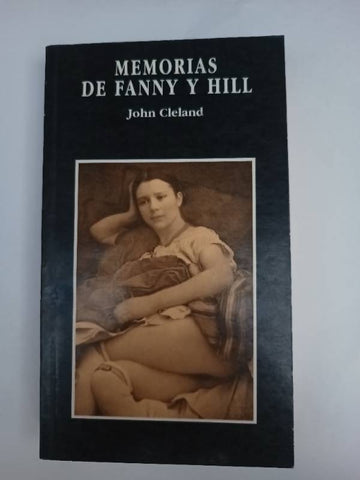 MEMORIAS
DE FANNY Y HILL
John Cleland